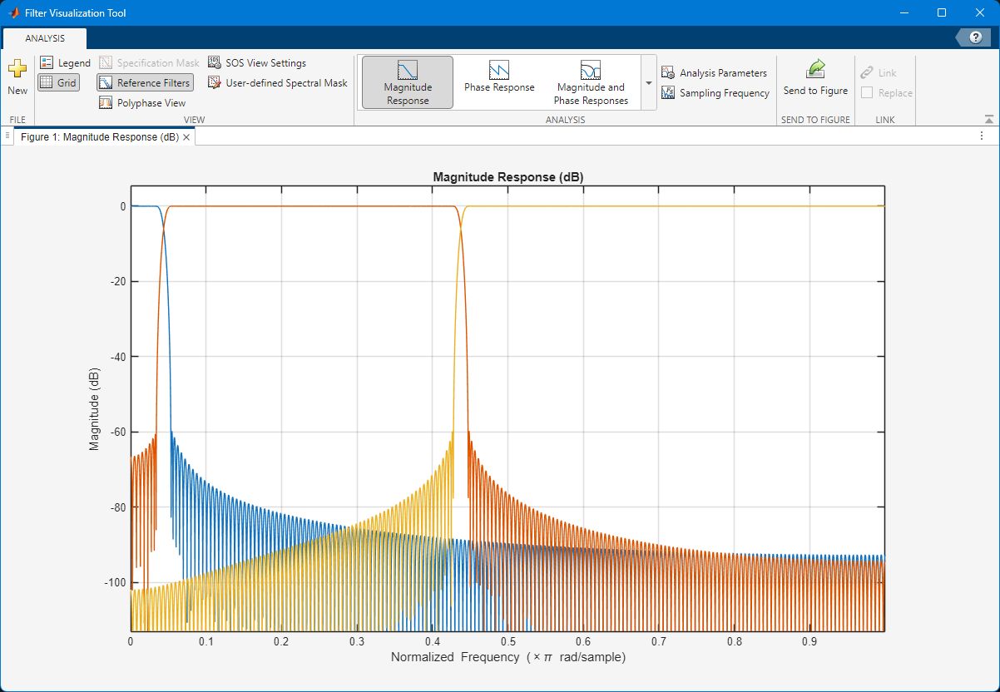 Filter Visualization Tool
ANALYSIS
?
New
Legend
Grid
Specification Mask
Reference Filters
Polyphase View
SOS View Settings
User-defined Spectral Mask
Magnitude
Response
Phase Response
Magnitude and
Phase Responses
Analysis Parameters
Sampling Frequency
Send to Figure
Link
Replace
FILE
VIEW
ANALYSIS
SEND TO FIGURE
LINK
Figure 1: Magnitude Response (dB)
Magnitude Response (dB)
Magnitude (dB)
0
-20
-40
-60
-80
-100
0 0.1 0.2 0.3 0.4 0.5 0.6 0.7 0.8 0.9
Normalized Frequency (×π rad/sample)